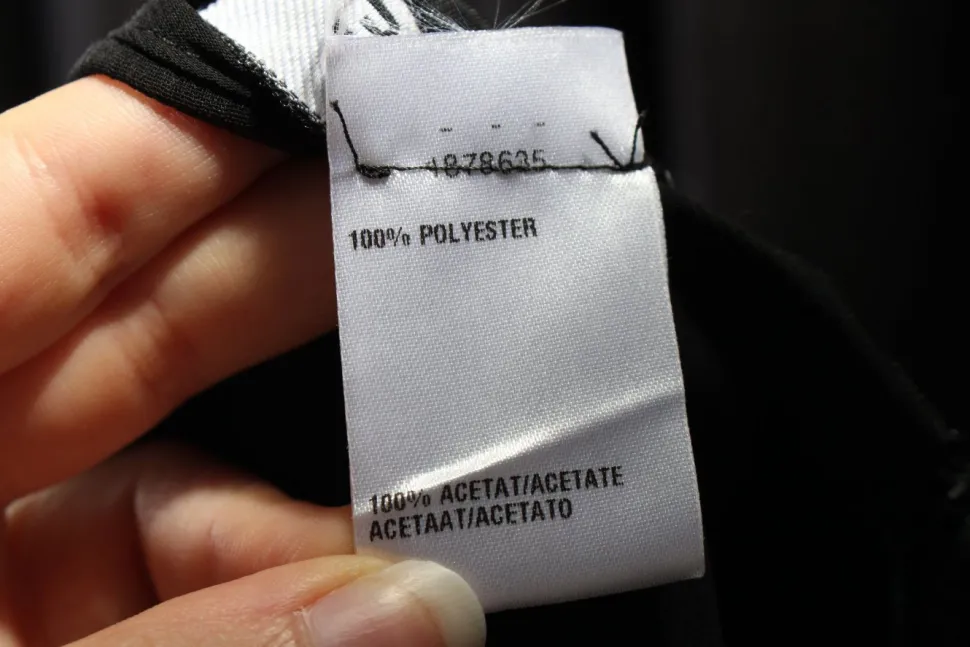 1878635
100% POLYESTER
100% ACETAT/ACETATE
ACETAAT/ACETATO